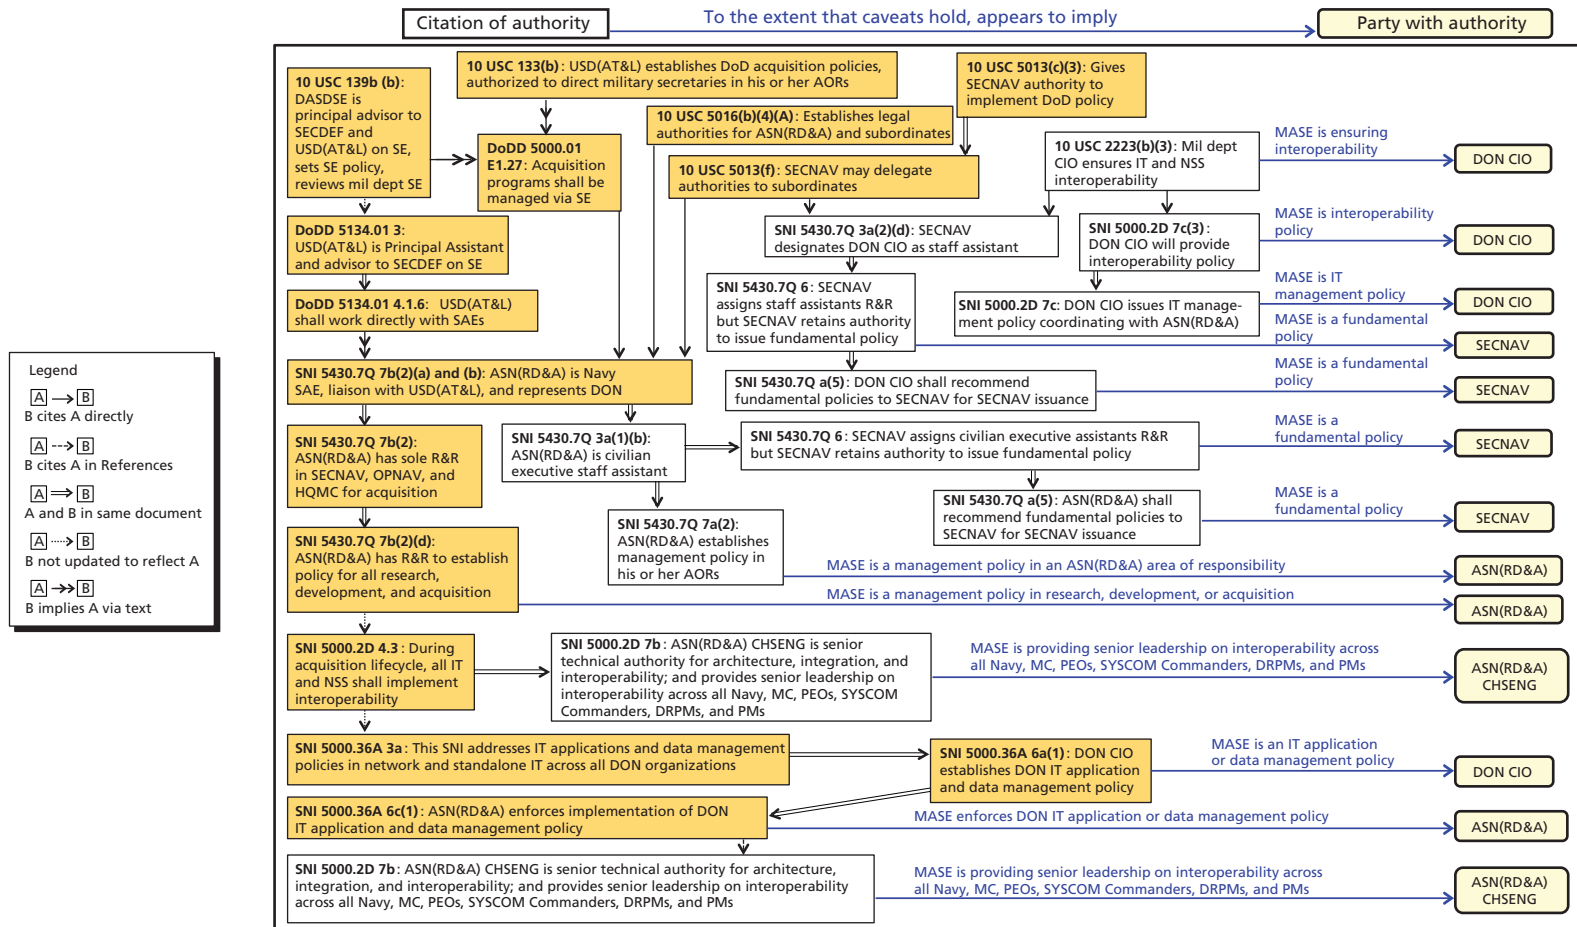 Citation of authority
To the extent that caveats hold, appears to imply
Party with authority
10 USC 139b (b):
DASDSE is
principal advisor to
SECDEF and
USD(AT&L) on SE,
sets SE policy,
reviews mil dept SE
10 USC 133(b): USD(AT&L) establishes DoD acquisition policies,
authorized to direct military secretaries in his or her AORs
10 USC 5013(c)(3): Gives
SECNAV authority to
implement DoD policy
10 USC 5016(b)(4)(A): Establishes legal
authorities for ASN(RD&A) and subordinates
DoDD 5000.01
E1.27: Acquisition
programs shall be
managed via SE
10 USC 5013(f): SECNAV may delegate
authorities to subordinates
10 USC 2223(b)(3): Mil dept
CIO ensures IT and NSS
interoperability
MASE is ensuring
interoperability
DON CIO
DoDD 5134.01 3:
USD(AT&L) is Principal Assistant
and advisor to SECDEF on SE
SNI 5430.7Q 3a(2)(d): SECNAV
designates DON CIO as staff assistant
SNI 5000.2D 7c(3):
DON CIO will provide
interoperability policy
MASE is interoperability
policy
DON CIO
DoDD 5134.01 4.1.6: USD(AT&L)
shall work directly with SAEs
SNI 5430.7Q 6: SECNAV
assigns staff assistants R&R
but SECNAV retains authority
to issue fundamental policy
SNI 5000.2D 7c: DON CIO issues IT manage-
ment policy coordinating with ASN(RD&A)
MASE is IT
management policy
DON CIO
MASE is a fundamental
policy
SECNAV
Legend
A B
B cites A directly
A B
B cites A in References
A B
A and B in same document
A B
B not updated to reflect A
A B
B implies A via text
SNI 5430.7Q 7b(2)(a) and (b): ASN(RD&A) is Navy
SAE, liaison with USD(AT&L), and represents DON
SNI 5430.7Q a(5): DON CIO shall recommend
fundamental policies to SECNAV for SECNAV issuance
MASE is a fundamental
policy
SECNAV
SNI 5430.7Q 7b(2):
ASN(RD&A) has sole R&R
in SECNAV, OPNAV, and
HQMC for acquisition
SNI 5430.7Q 3a(1)(b):
ASN(RD&A) is civilian
executive staff assistant
SNI 5430.7Q 6: SECNAV assigns civilian executive assistants R&R
but SECNAV retains authority to issue fundamental policy
MASE is a
fundamental policy
SECNAV
SNI 5430.7Q a(5): ASN(RD&A) shall
recommend fundamental policies to
SECNAV for SECNAV issuance
MASE is a
fundamental policy
SECNAV
SNI 5430.7Q 7b(2)(d):
ASN(RD&A) has R&R to establish
policy for all research,
development, and acquisition
SNI 5430.7Q 7a(2):
ASN(RD&A) establishes
management policy in
his or her AORs
MASE is a management policy in an ASN(RD&A) area of responsibility
ASN(RD&A)
MASE is a management policy in research, development, or acquisition
ASN(RD&A)
SNI 5000.2D 4.3: During
acquisition lifecycle, all IT
and NSS shall implement
interoperability
SNI 5000.2D 7b: ASN(RD&A) CHSENG is senior
technical authority for architecture, integration, and
interoperability; and provides senior leadership on
interoperability across all Navy, MC, PEOs, SYSCOM
Commanders, DRPMs, and PMs
MASE is providing senior leadership on interoperability across
all Navy, MC, PEOs, SYSCOM Commanders, DRPMs, and PMs
ASN(RD&A)
CHSENG
SNI 5000.36A 3a: This SNI addresses IT applications and data management
policies in network and standalone IT across all DON organizations
SNI 5000.36A 6a(1): DON CIO
establishes DON IT application
and data management policy
MASE is an IT application
or data management policy
DON CIO
SNI 5000.36A 6c(1): ASN(RD&A) enforces implementation of DON
IT application and data management policy
MASE enforces DON IT application or data management policy
ASN(RD&A)
SNI 5000.2D 7b: ASN(RD&A) CHSENG is senior technical authority for architecture,
integration, and interoperability; and provides senior leadership on interoperability
across all Navy, MC, PEOs, SYSCOM Commanders, DRPMs, and PMs
MASE is providing senior leadership on interoperability across
all Navy, MC, PEOs, SYSCOM Commanders, DRPMs, and PMs
ASN(RD&A)
CHSENG